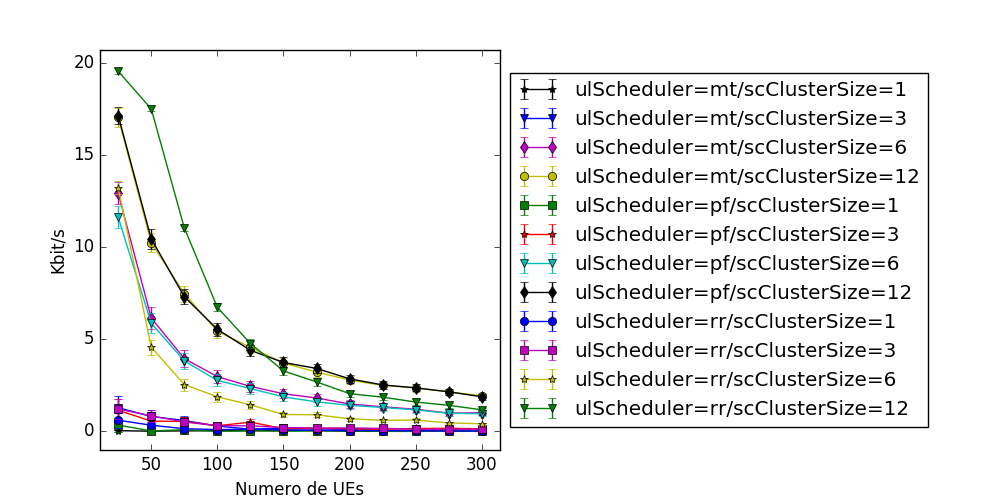 20
15
10
5
0
Kbit/s
50 100 150 200 250 300
Numero de UEs
ulScheduler=mt/scClusterSize=1
ulScheduler=mt/scClusterSize=3
ulScheduler=mt/scClusterSize=6
ulScheduler=mt/scClusterSize=12
ulScheduler=pf/scClusterSize=1
ulScheduler=pf/scClusterSize=3
ulScheduler=pf/scClusterSize=6
ulScheduler=pf/scClusterSize=12
ulScheduler=rr/scClusterSize=1
ulScheduler=rr/scClusterSize=3
ulScheduler=rr/scClusterSize=6
ulScheduler=rr/scClusterSize=12